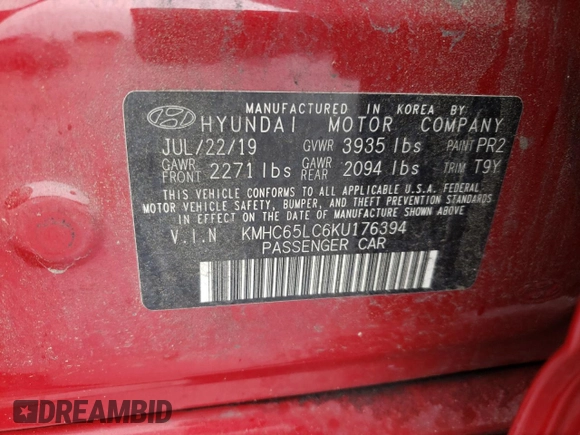 MANUFACTURED IN KOREA BY:
HYUNDAI MOTOR COMPANY
JUL/22/19 GVWR 3935 lbs PAINT PR2
GAWR FRONT 2271 lbs GAWR REAR 2094 lbs TRIM T9Y
THIS VEHICLE CONFORMS TO ALL APPLICABLE U.S.A. FEDERAL
MOTOR VEHICLE SAFETY, BUMPER, AND THEFT PREVENTION STANDARDS
IN EFFECT ON THE DATE OF MANUFACTURE SHOWN ABOVE
V.I.N KMHC65LC6KU176394
PASSENGER CAR
DREAMBID